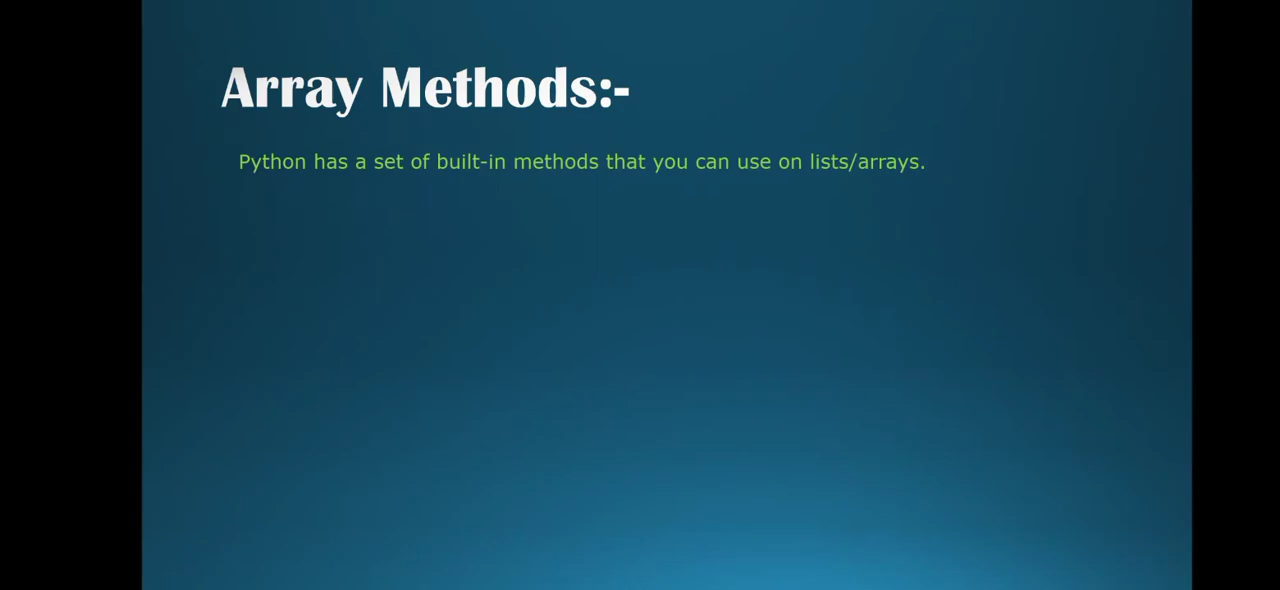 Array Methods:-
Python has a set of built-in methods that you can use on lists/arrays.